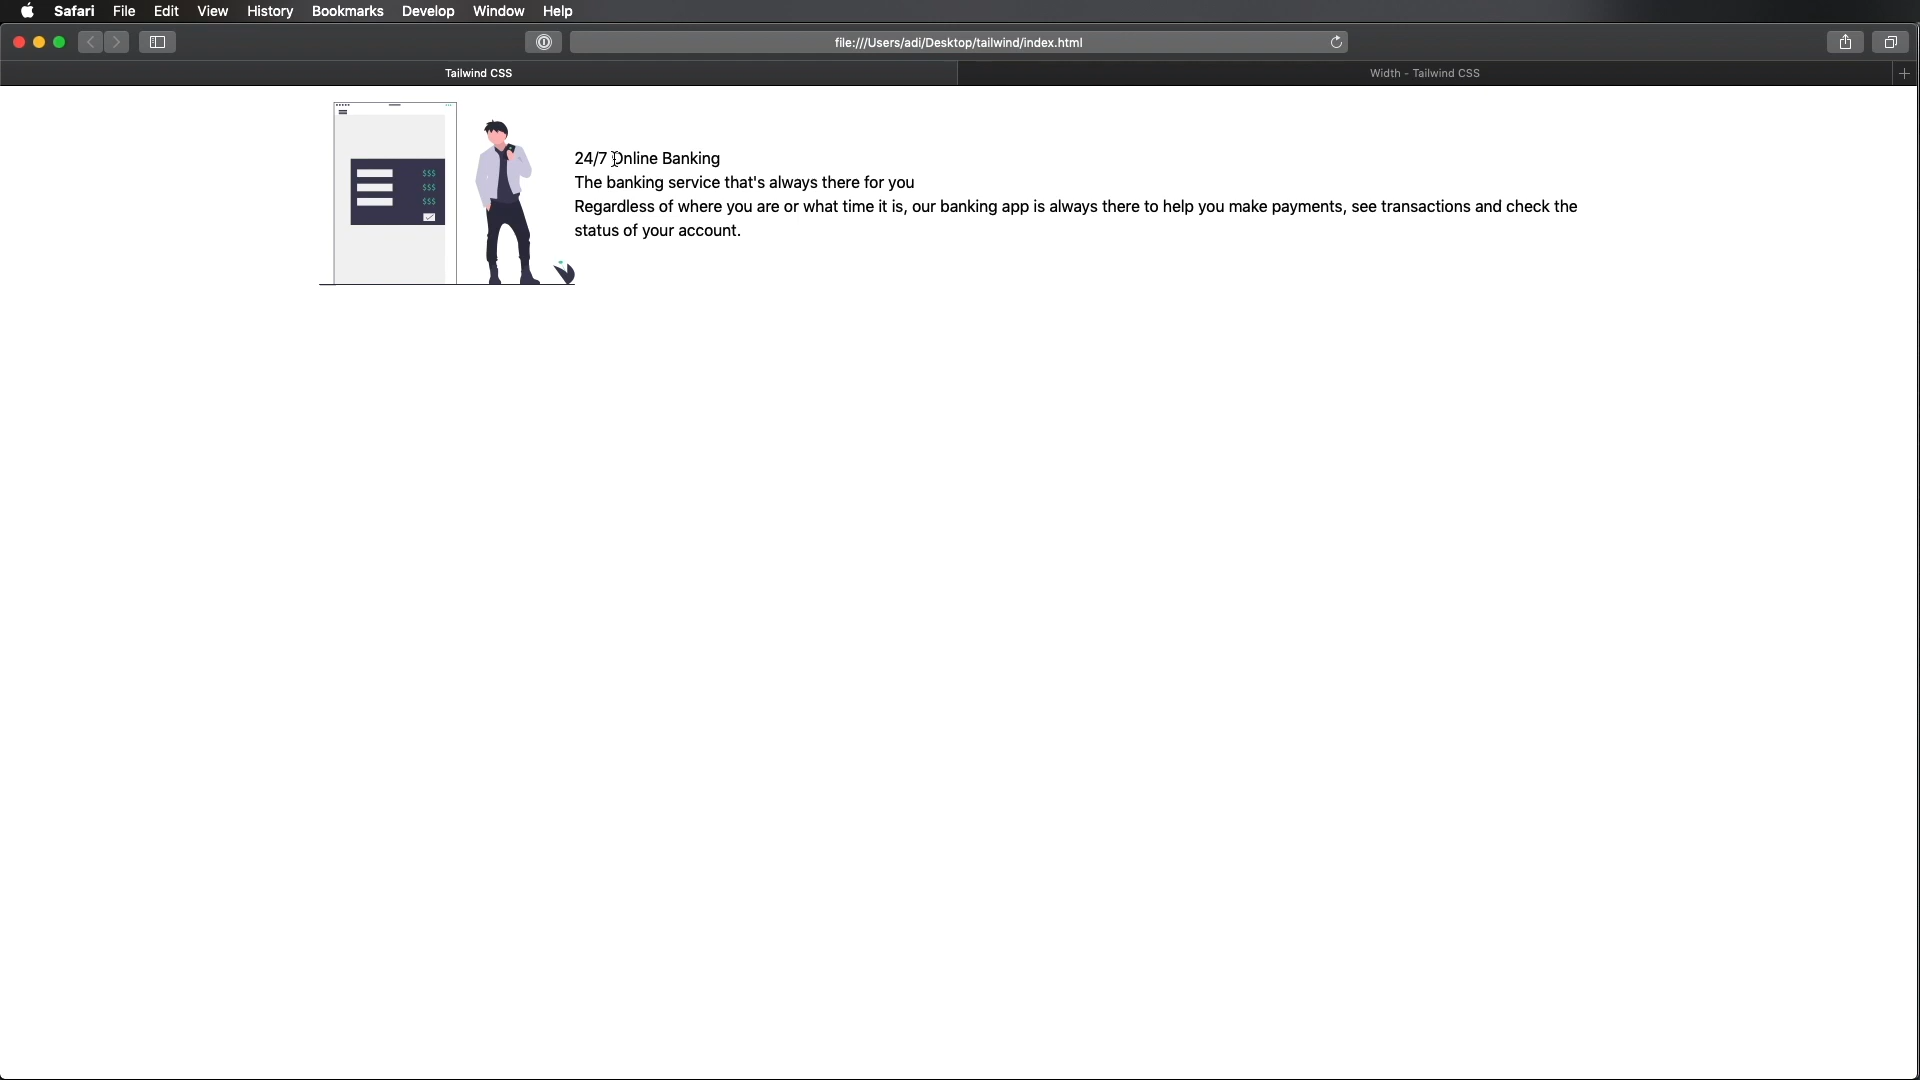 Safari File Edit View History Bookmarks Develop Window Help
file:///Users/adi/Desktop/tailwind/index.html
Tailwind CSS
Width - Tailwind CSS
$$$
$$$
$$$
24/7 Online Banking
The banking service that's always there for you
Regardless of where you are or what time it is, our banking app is always there to help you make payments, see transactions and check the
status of your account.